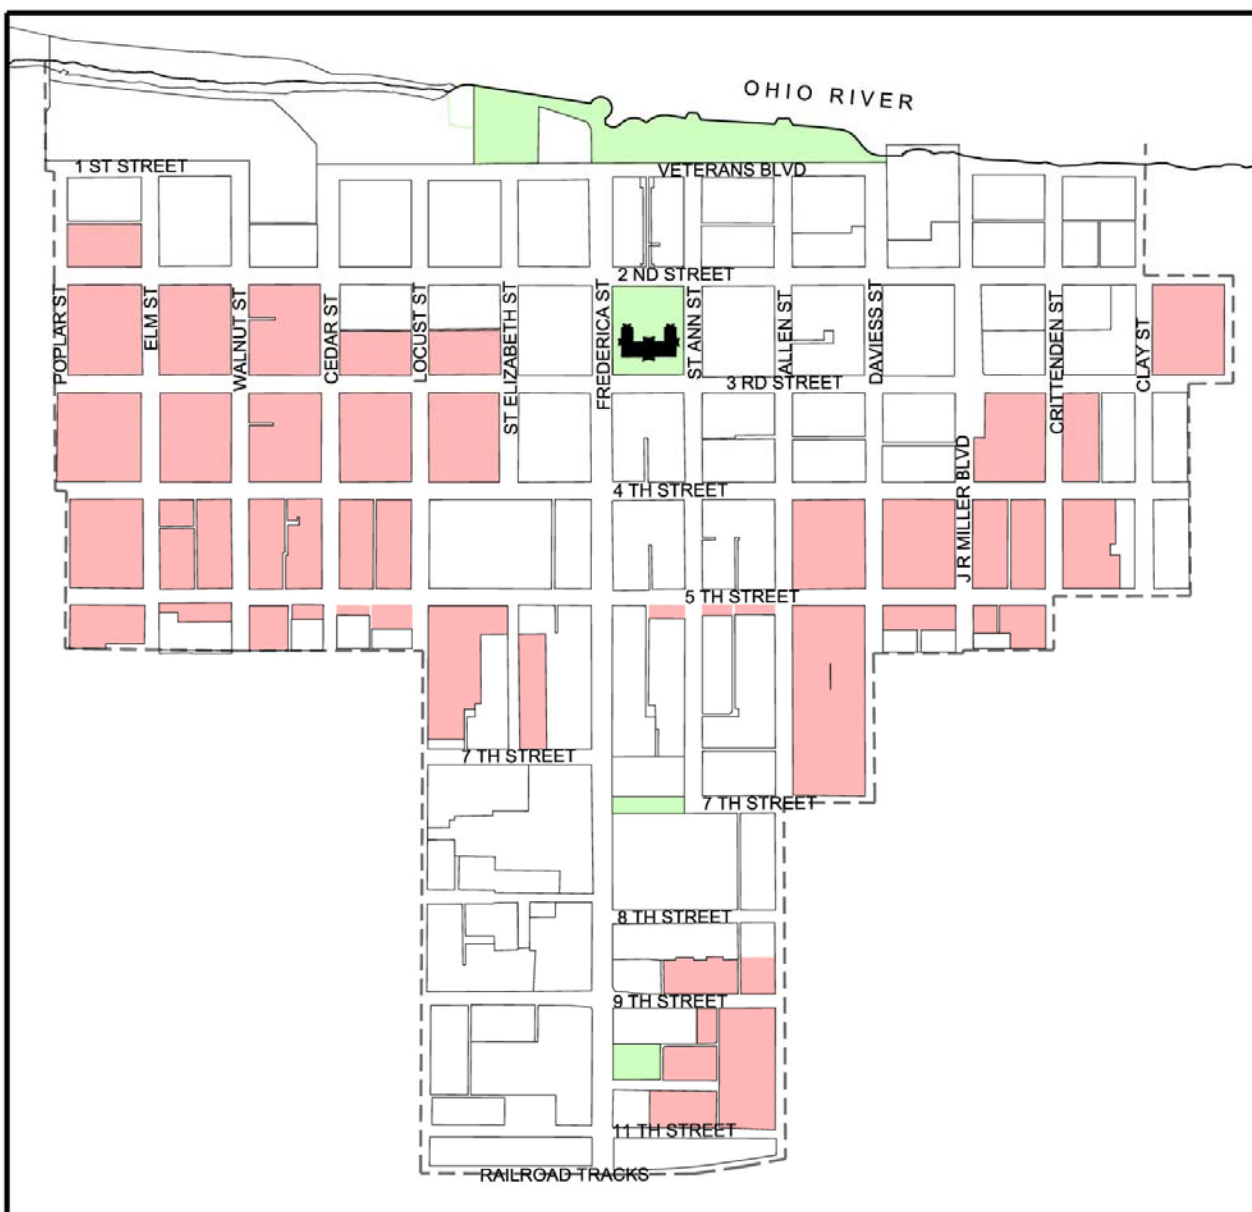 OHIO RIVER
1 ST STREET
VETERANS BLVD
2 ND STREET
POPLAR ST
ELM ST
WALNUT ST
CEDAR ST
LOCUST ST
ST ELIZABETH ST
FREDERICA ST
ST ANN ST
ALLEN ST
DAVIESS ST
CRITTENDEN ST
CLAY ST
3 RD STREET
J R MILLER BLVD
4 TH STREET
5 TH STREET
7 TH STREET
7 TH STREET
8 TH STREET
9 TH STREET
11 TH STREET
RAILROAD TRACKS